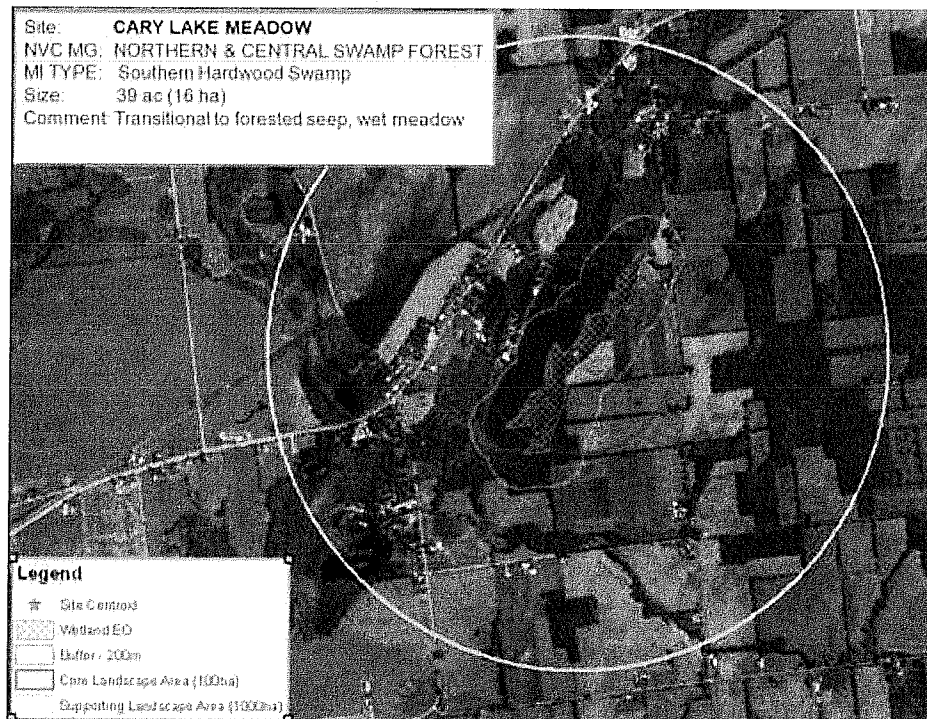 Site: CARY LAKE MEADOW
NVC MG: NORTHERN & CENTRAL SWAMP FOREST
MI TYPE: Southern Hardwood Swamp
Size: 39 ac (16 ha)
Comment: Transitional to forested seep, wet meadow
Legend
Site Centroid
Wetland EO
Buffer - 200m
Core Landscape Area (100ha)
Supporting Landscape Area (1000ha)